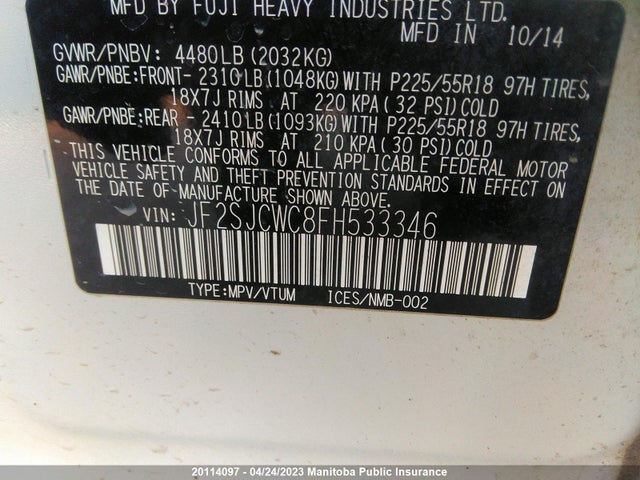 MFD BY FUJI HEAVY INDUSTRIES LTD.
MFD IN 10/14
GVWR/PNBV: 4480LB(2032KG)
GAWR/PNBE:FRONT- 2310LB(1048KG)WITH P225/55R18 97H TIRES,
18X7J RIMS AT 220 KPA(32 PSI)COLD
GAWR/PNBE:REAR - 2410LB(1093KG)WITH P225/55R18 97H TIRES,
18X7J RIMS AT 210 KPA(30 PSI)COLD
THIS VEHICLE CONFORMS TO ALL APPLICABLE FEDERAL MOTOR
VEHICLE SAFETY AND THEFT PREVENTION STANDARDS IN EFFECT ON
THE DATE OF MANUFACTURE SHOWN ABOVE.
VIN: JF2SJCWC8FH533346
TYPE:MPV/VTUM ICES/NMB-002
20114097 - 04/24/2023 Manitoba Public Insurance